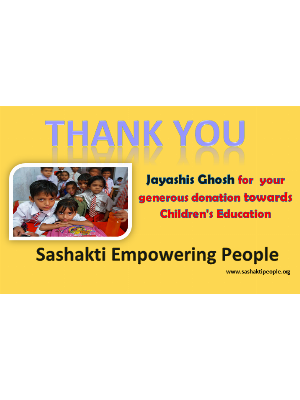 THANK YOU
Jayashis Ghosh for your
generous donation towards
Children's Education
Sashakti Empowering People
www.sashaktipeople.org